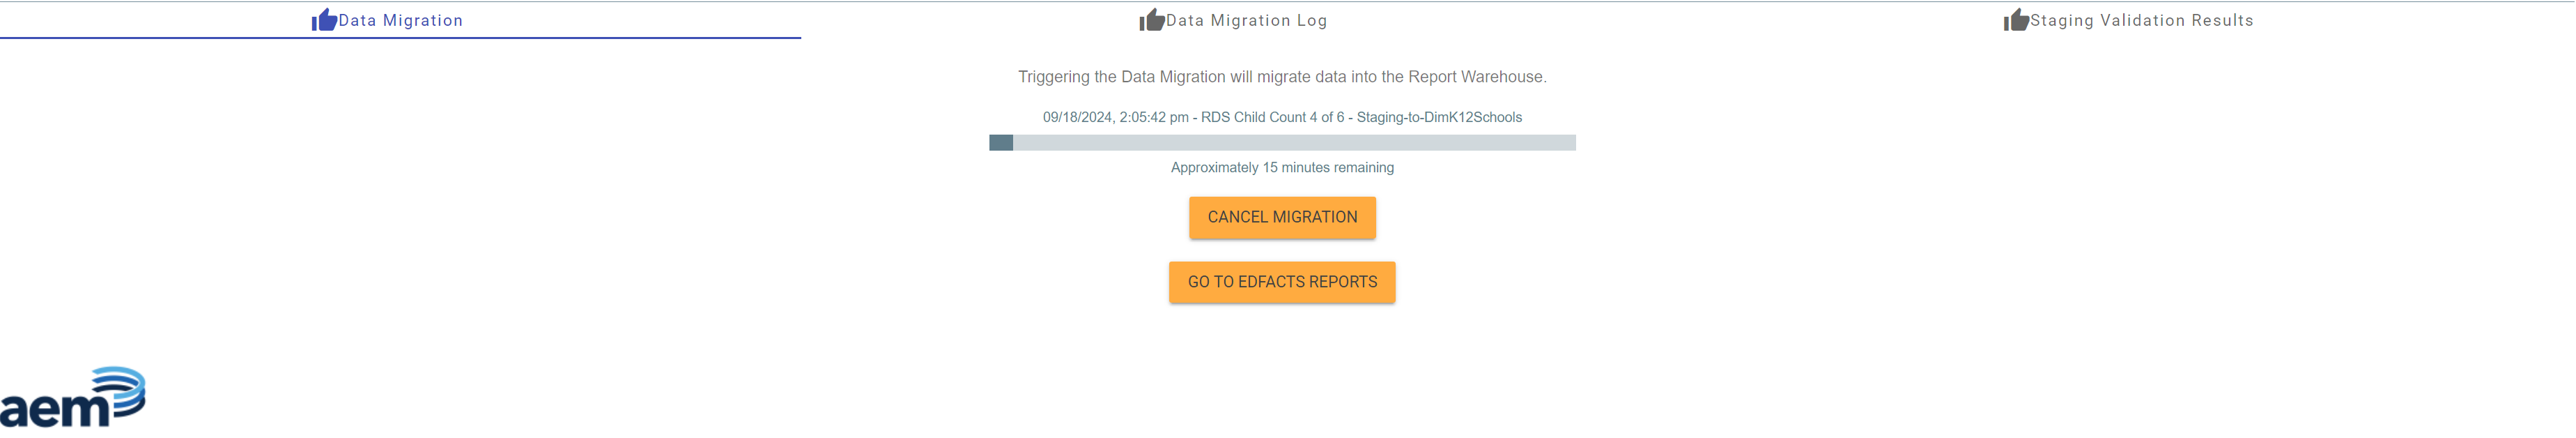 Data Migration
Data Migration Log
Staging Validation Results
Triggering the Data Migration will migrate data into the Report Warehouse.
09/18/2024, 2:05:42 pm - RDS Child Count 4 of 6 - Staging-to-DimK12Schools
Approximately 15 minutes remaining
CANCEL MIGRATION
GO TO EDFACTS REPORTS
aem